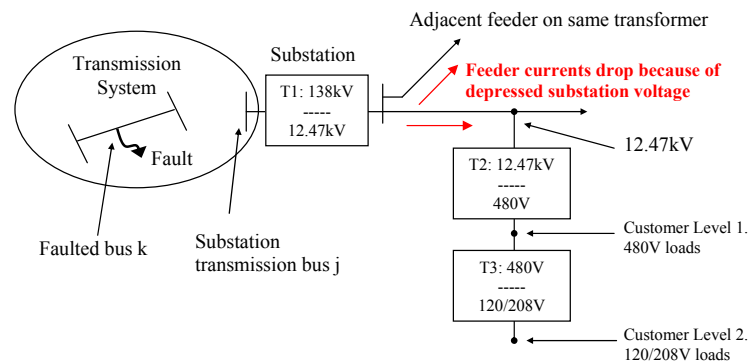 Adjacent feeder on same transformer
Substation
Transmission
System
T1: 138kV
-----
12.47kV
Feeder currents drop because of
depressed substation voltage
Fault
12.47kV
T2: 12.47kV
-----
480V
Faulted bus k
Substation
transmission bus j
Customer Level 1.
480V loads
T3: 480V
-----
120/208V
Customer Level 2.
120/208V loads